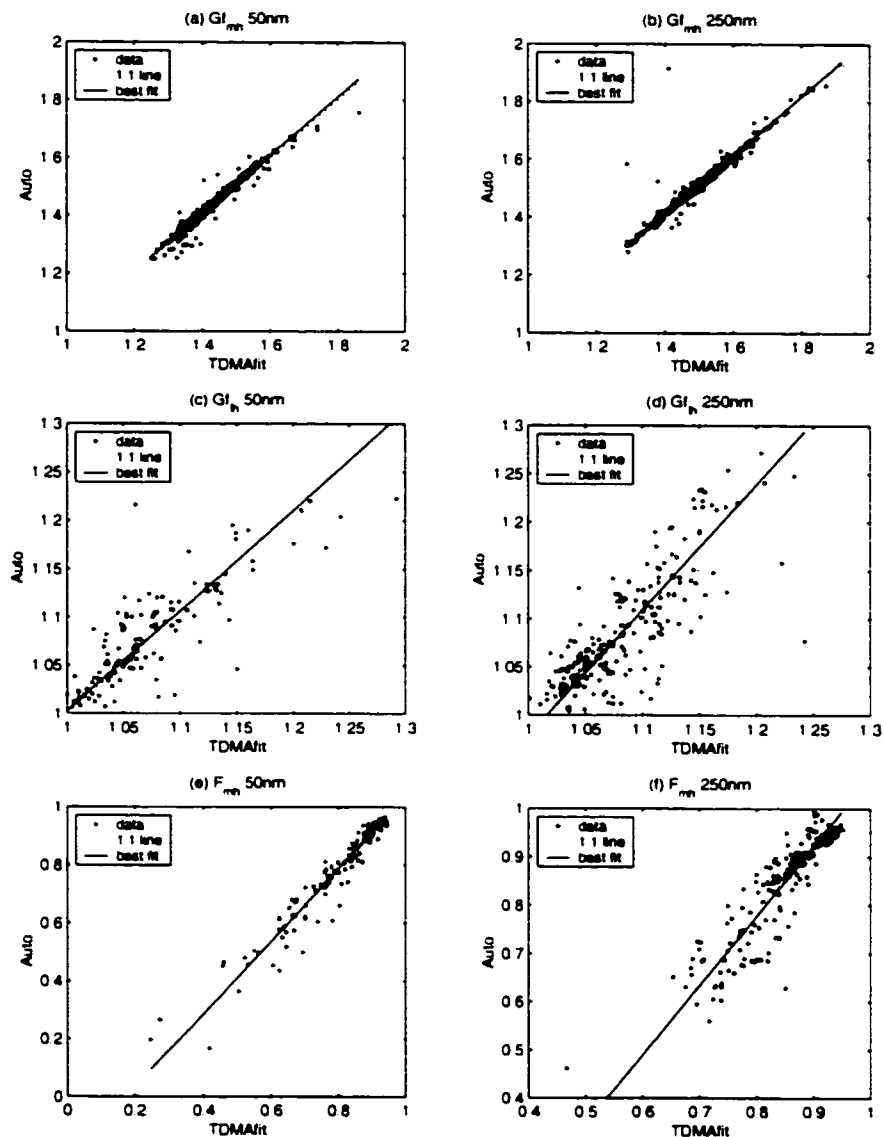 (a) Gf_mh 50nm
2
1 8
1 6
1 4
1 2
1
Auto
data
1 1 line
best fit
1 1 2 1 4 1 6 1 8 2
TDMAfit
(b) Gf_mh 250nm
2
1 8
1 6
1 4
1 2
1
Auto
data
1 1 line
best fit
1 1 2 1 4 1 6 1 8 2
TDMAfit
(c) Gf_lh 50nm
1 3
1 25
1 2
1 15
1 1
1 05
1
Auto
data
1 1 line
best fit
1 1 05 1 1 1 15 1 2 1 25 1 3
TDMAfit
(d) Gf_lh 250nm
1 3
1 25
1 2
1 15
1 1
1 05
1
Auto
data
1 1 line
best fit
1 1 05 1 1 1 15 1 2 1 25 1 3
TDMAfit
(e) F_mh 50nm
1
0 8
0 6
0 4
0 2
0
Auto
data
1 1 line
best fit
0 0 2 0 4 0 6 0 8 1
TDMAfit
(f) F_mh 250nm
1
0 9
0 8
0 7
0 6
0 5
0 4
Auto
data
1 1 line
best fit
0 4 0 5 0 6 0 7 0 8 0 9 1
TDMAfit